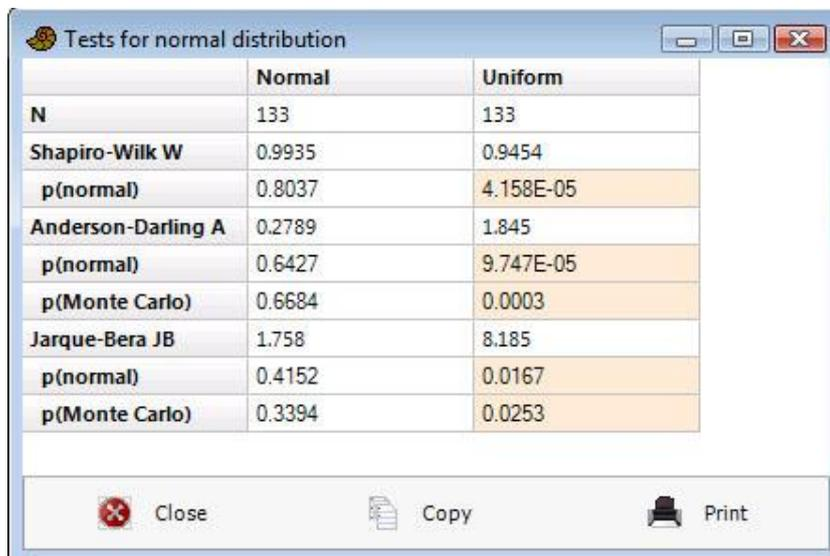 Tests for normal distribution
Normal Uniform
N 133 133
Shapiro-Wilk W 0.9935 0.9454
p(normal) 0.8037 4.158E-05
Anderson-Darling A 0.2789 1.845
p(normal) 0.6427 9.747E-05
p(Monte Carlo) 0.6684 0.0003
Jarque-Bera JB 1.758 8.185
p(normal) 0.4152 0.0167
p(Monte Carlo) 0.3394 0.0253
Close Copy Print